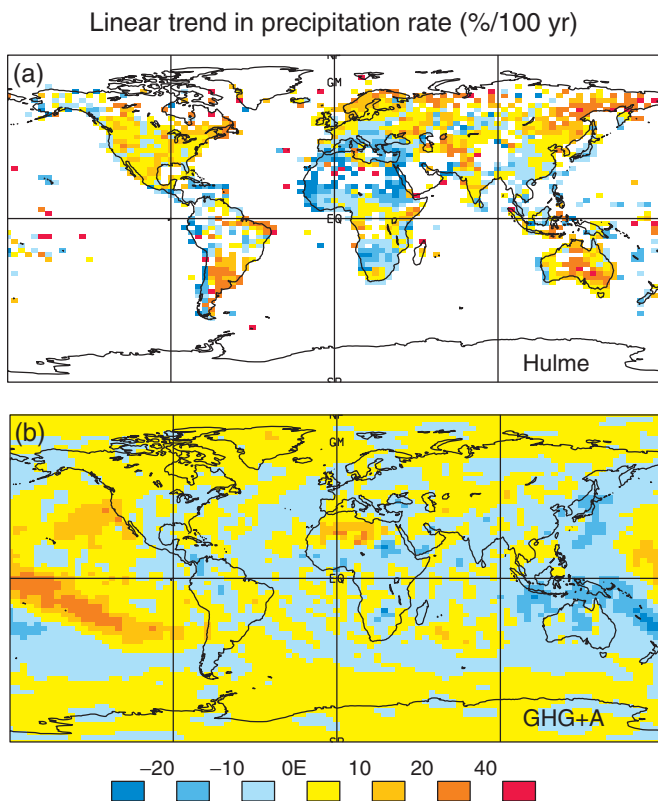 Linear trend in precipitation rate (%/100 yr)
(a)
GM
EQ
Hulme
(b)
GM
EQ
GHG+A
−20 −10 0E 10 20 40